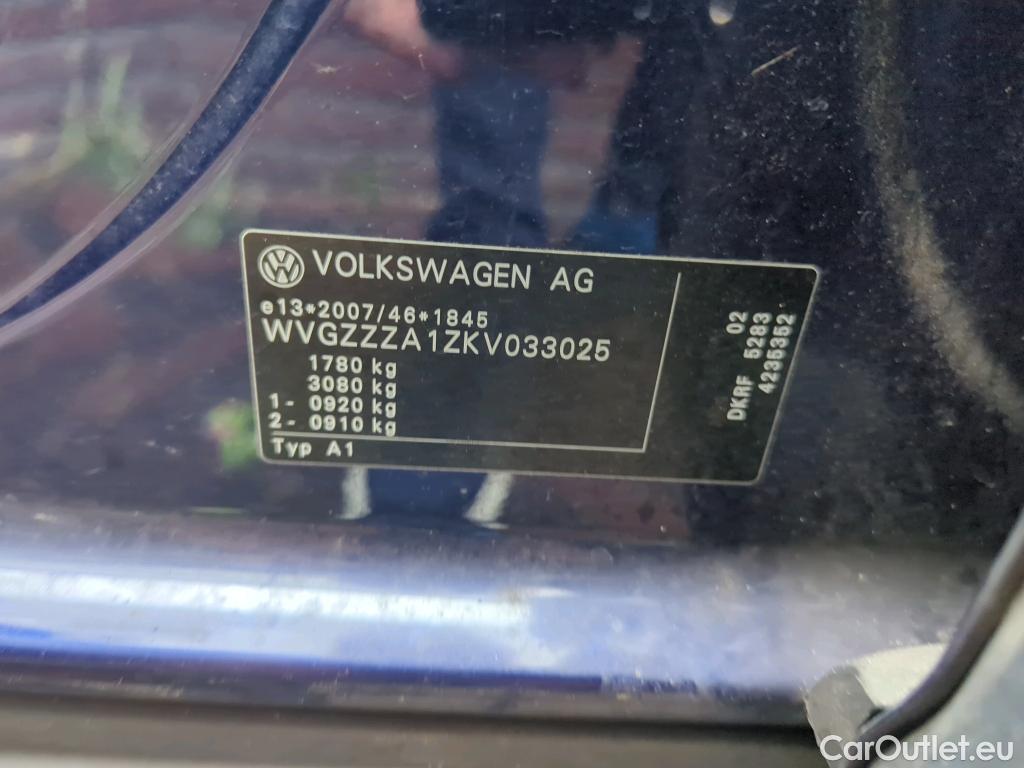 VOLKSWAGEN AG
e13*2007/46*1845
WVGZZZA1ZKV033025
1780 kg
3080 kg
1- 0920 kg
2- 0910 kg
Typ A1
02
DKRF 5283
4235352
CarOutlet.eu